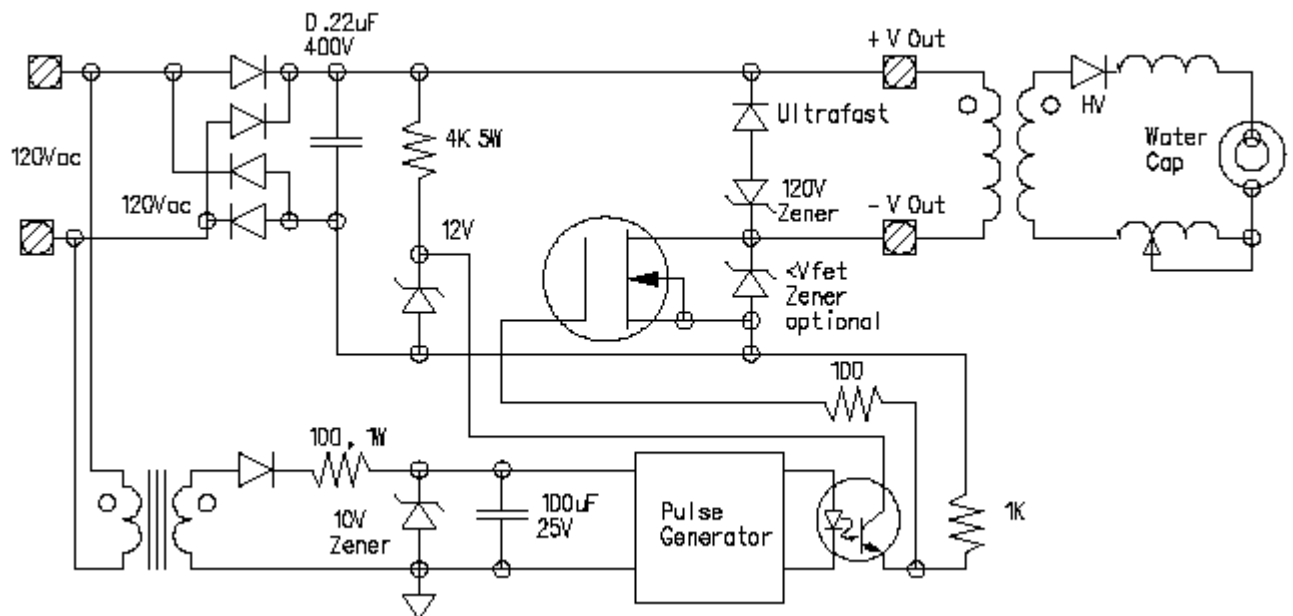 0.22uF
400V
+V Out
Ultrafast
HV
4K 5W
Water
Cap
120Vac
120Vac
120V
Zener
-V Out
12V
<Vfet
Zener
optional
100
100, 1W
10V
Zener
100uF
25V
Pulse
Generator
1K